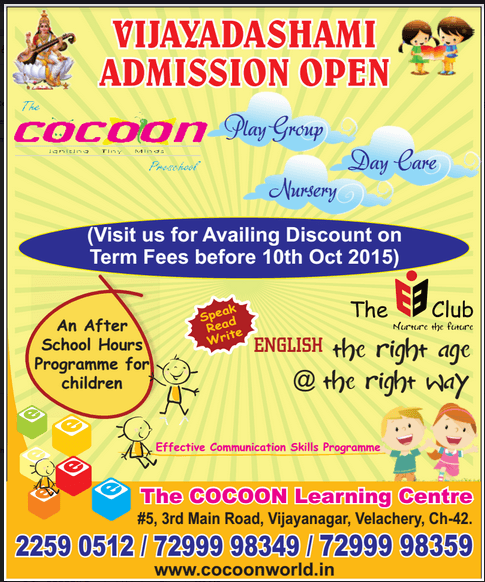 VIJAYADASHAMI
ADMISSION OPEN
The
cocoon
Igniting Tiny Minds
Preschool
Play Group
Day Care
Nursery
(Visit us for Availing Discount on
Term Fees before 10th Oct 2015)
An After
School Hours
Programme for
children
Speak
Read
Write
The Club
Nurture the future
ENGLISH the right age
@ the right way
Effective Communication Skills Programme
The COCOON Learning Centre
#5, 3rd Main Road, Vijayanagar, Velachery, Ch-42.
2259 0512 / 72999 98349 / 72999 98359
www.cocoonworld.in